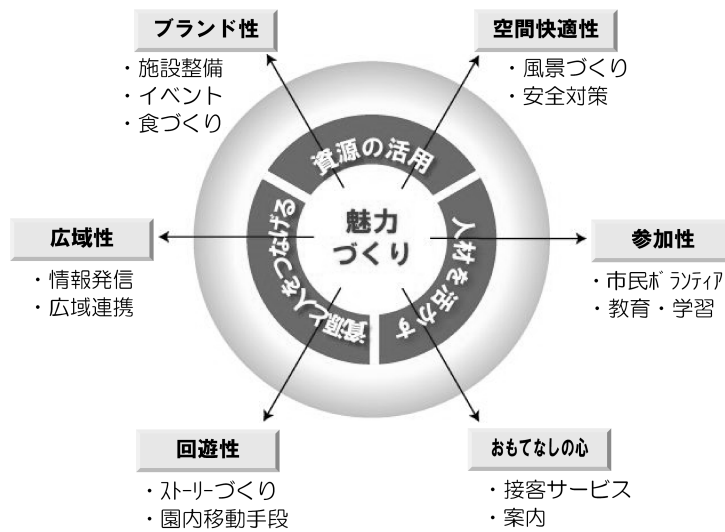 ブランド性
・施設整備
・イベント
・食づくり
空間快適性
・風景づくり
・安全対策
資源の活用
魅力
づくり
人材を活かす
資源と人をつなげる
広域性
・情報発信
・広域連携
参加性
・市民ﾎﾞﾗﾝﾃｨｱ
・教育・学習
回遊性
・ｽﾄｰﾘｰづくり
・園内移動手段
おもてなしの心
・接客サービス
・案内